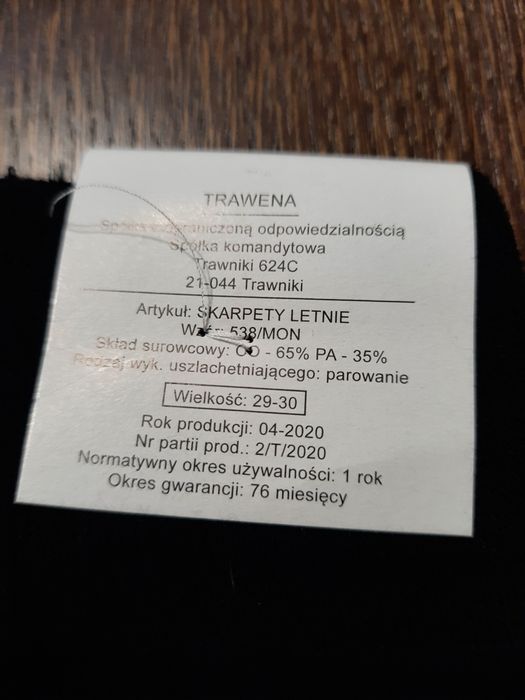 TRAWENA
Spółka z ograniczoną odpowiedzialnością
Spółka komandytowa
Trawniki 624C
21-044 Trawniki
Artykuł: SKARPETY LETNIE
Wzór: 538/MON
Skład surowcowy: CO - 65% PA - 35%
Rodzaj wyk. uszlachetniającego: parowanie
Wielkość: 29-30
Rok produkcji: 04-2020
Nr partii prod.: 2/T/2020
Normatywny okres używalności: 1 rok
Okres gwarancji: 76 miesięcy